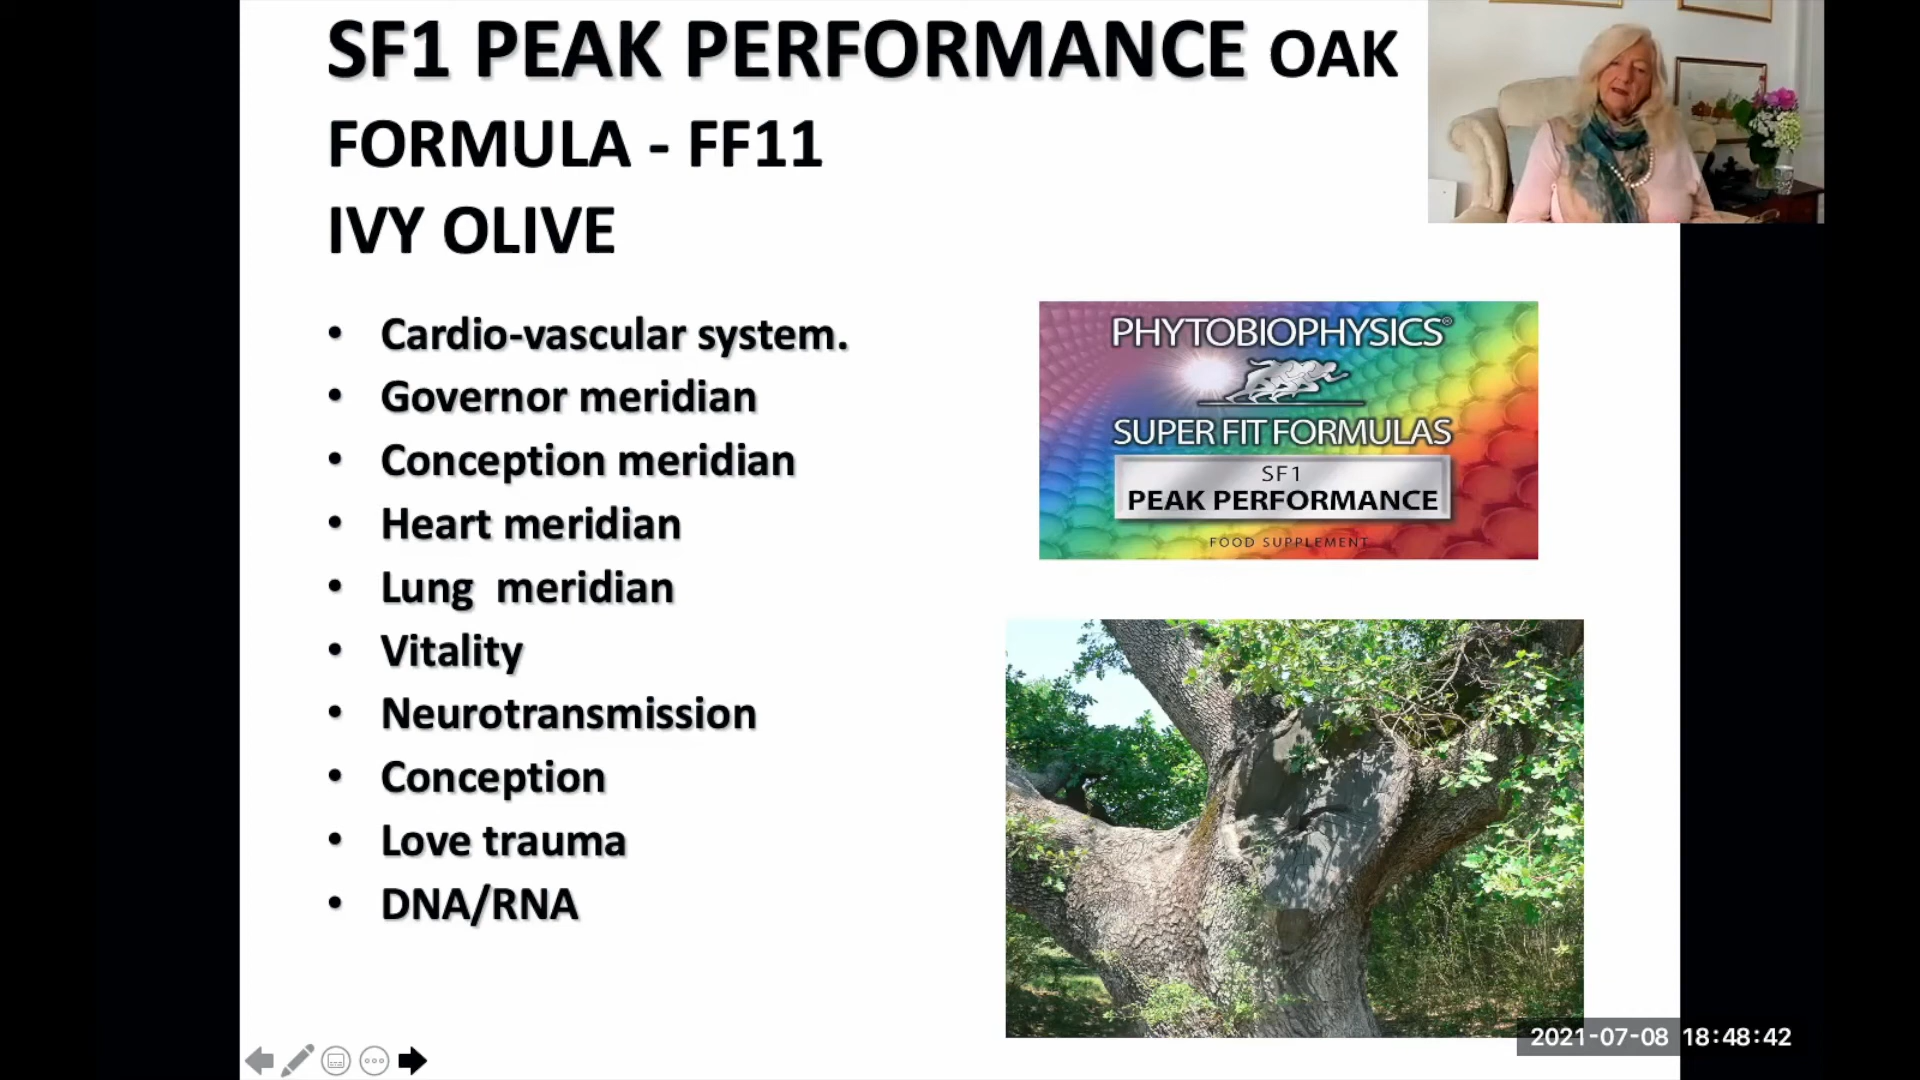 SF1 PEAK PERFORMANCE OAK
FORMULA - FF11
IVY OLIVE
• Cardio-vascular system.
• Governor meridian
• Conception meridian
• Heart meridian
• Lung  meridian
• Vitality
• Neurotransmission
• Conception
• Love trauma
• DNA/RNA
PHYTOBIOPHYSICS®
SUPER FIT FORMULAS
SF1
PEAK PERFORMANCE
FOOD SUPPLEMENT
2021-07-08 18:48:42